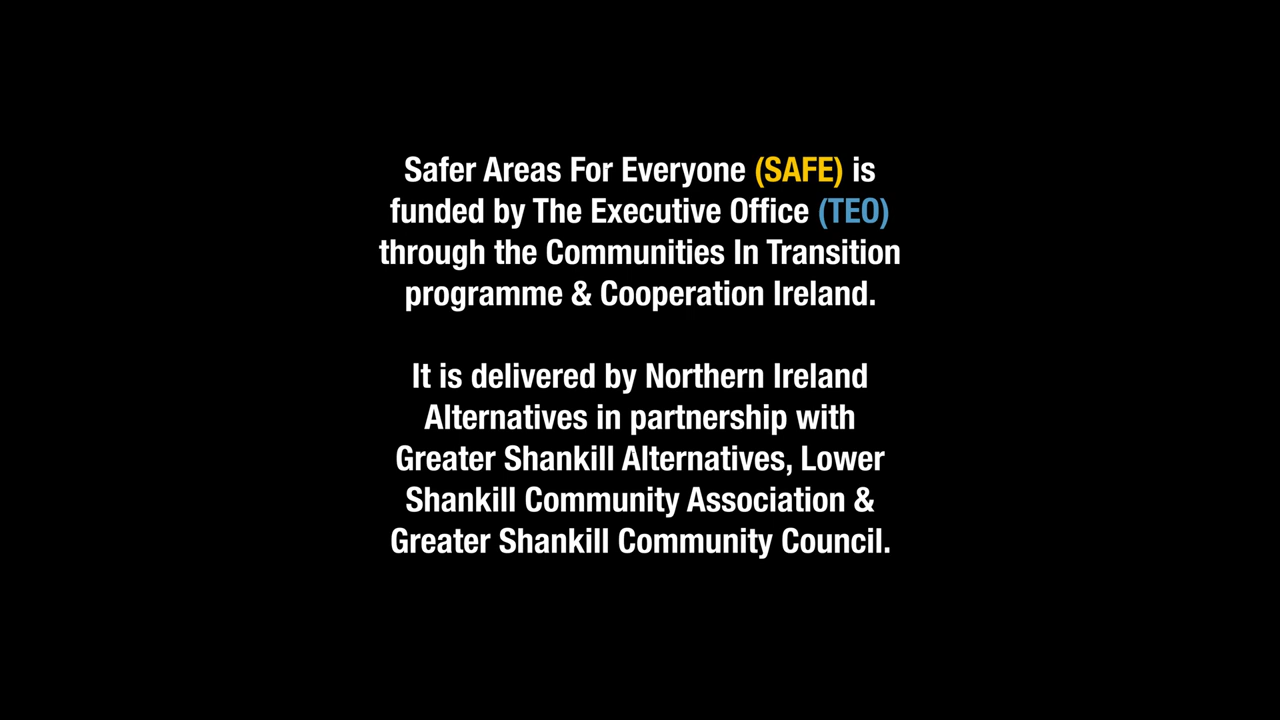 Safer Areas For Everyone (SAFE) is
funded by The Executive Office (TEO)
through the Communities In Transition
programme & Cooperation Ireland.
It is delivered by Northern Ireland
Alternatives in partnership with
Greater Shankill Alternatives, Lower
Shankill Community Association &
Greater Shankill Community Council.